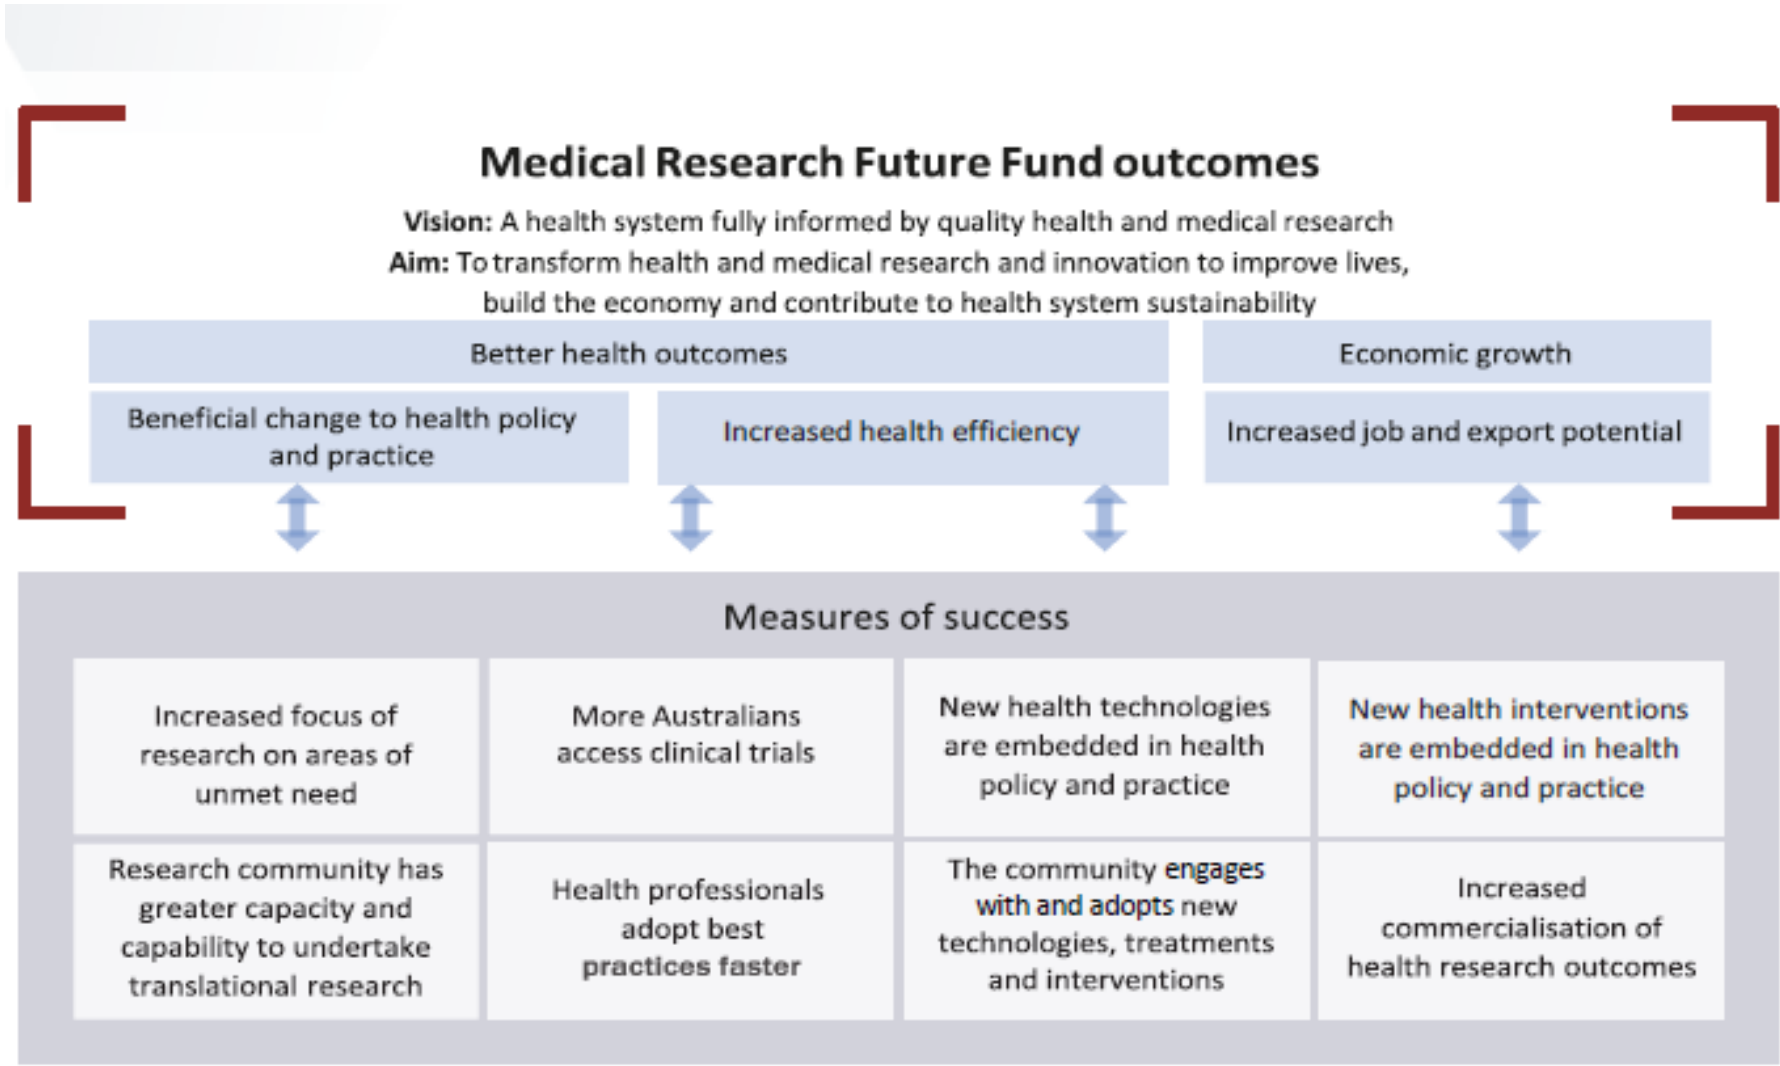 Medical Research Future Fund outcomes
Vision: A health system fully informed by quality health and medical research
Aim: To transform health and medical research and innovation to improve lives,
build the economy and contribute to health system sustainability
Better health outcomes
Economic growth
Beneficial change to health policy
and practice
Increased health efficiency
Increased job and export potential
Measures of success
Increased focus of
research on areas of
unmet need
More Australians
access clinical trials
New health technologies
are embedded in health
policy and practice
New health interventions
are embedded in health
policy and practice
Research community has
greater capacity and
capability to undertake
translational research
Health professionals
adopt best
practices faster
The community engages
with and adopts new
technologies, treatments
and interventions
Increased
commercialisation of
health research outcomes